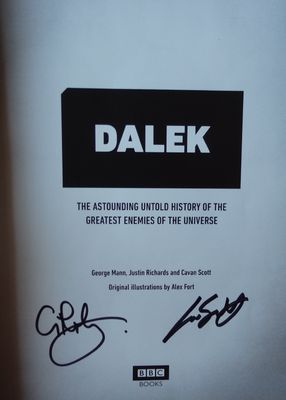 DALEK
THE ASTOUNDING UNTOLD HISTORY OF THE
GREATEST ENEMIES OF THE UNIVERSE
George Mann, Justin Richards and Cavan Scott
Original illustrations by Alex Fort
BBC
BOOKS